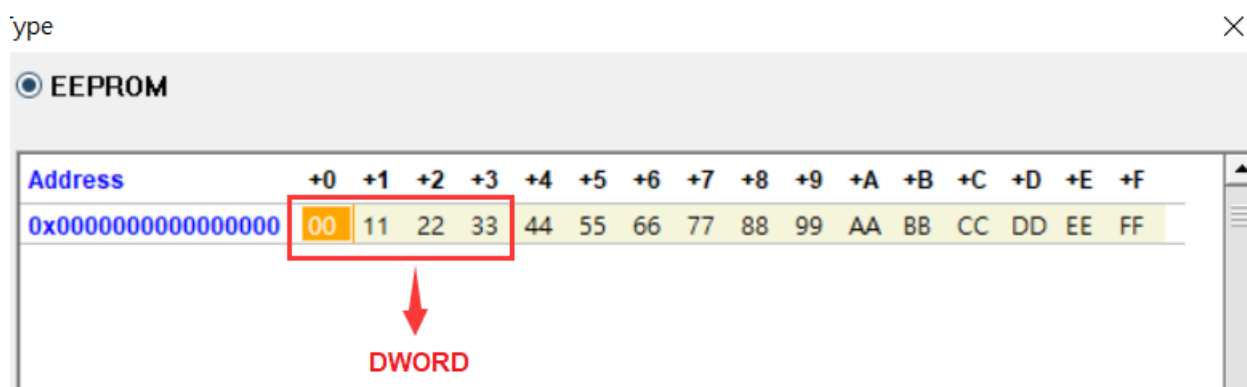 ype
EEPROM
Address +0 +1 +2 +3 +4 +5 +6 +7 +8 +9 +A +B +C +D +E +F
0x0000000000000000 00 11 22 33 44 55 66 77 88 99 AA BB CC DD EE FF
DWORD